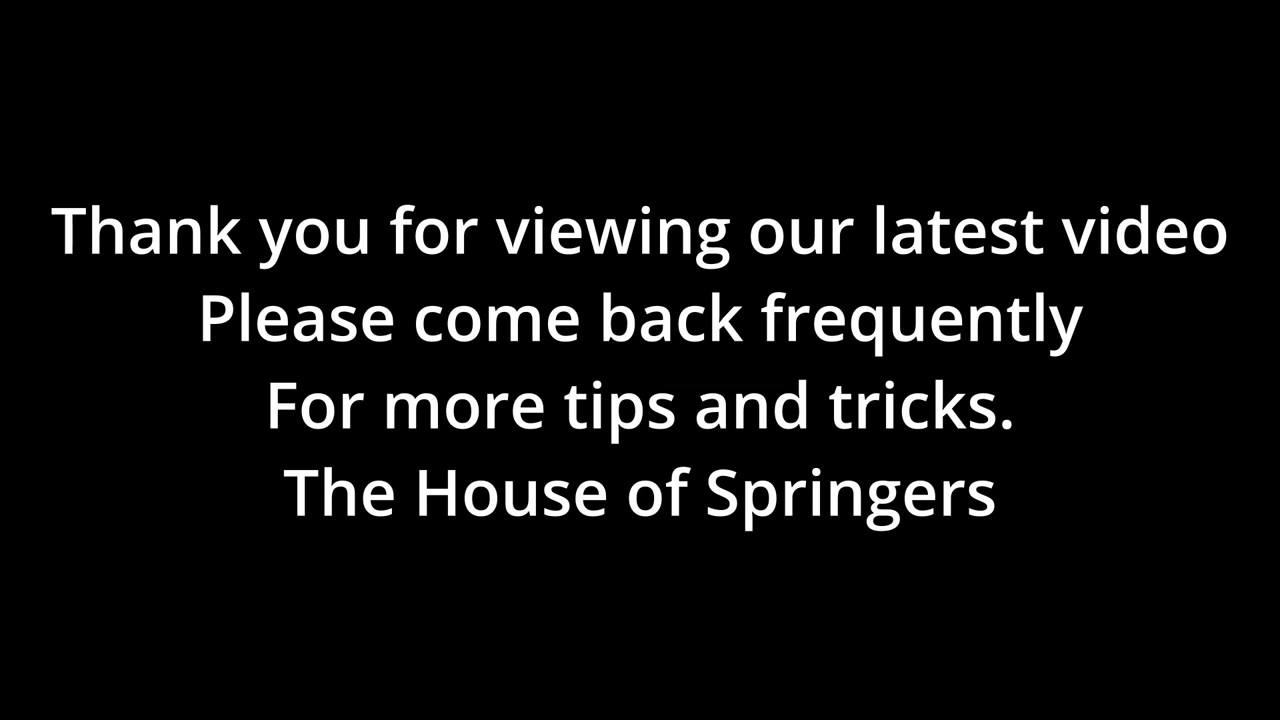 Thank you for viewing our latest video
Please come back frequently
For more tips and tricks.
The House of Springers